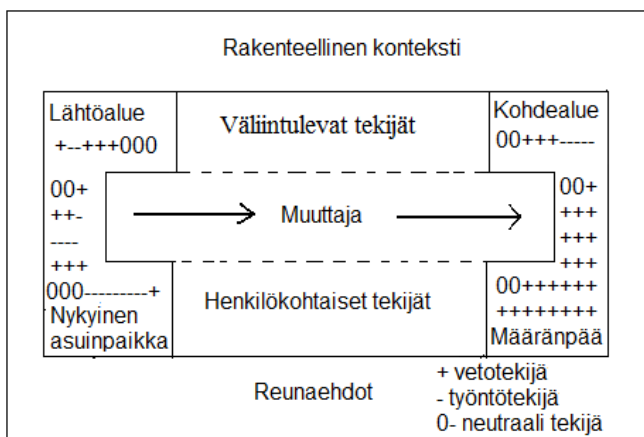 Rakenteellinen konteksti
Lähtöalue
+--+++000
00+
++-
----
+++
000---------+
Nykyinen
asuinpaikka
Väliintulevat tekijät
Muuttaja
Henkilökohtaiset tekijät
Kohdealue
00+++-----
00+
+++
+++
+++
00++++++
++++++++
Määränpää
Reunaehdot
+ vetotekijä
- työntötekijä
0- neutraali tekijä